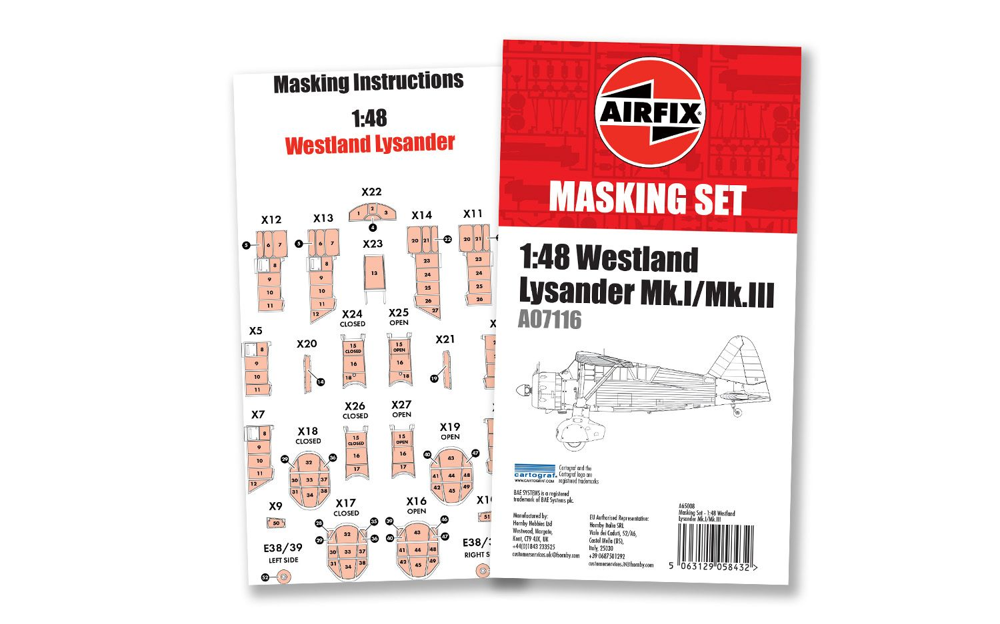 Masking Instructions
1:48
Westland Lysander
X22
1 2 3
4
X12 X13 X14 X11
5 6 7 5 6 7 20 21 22 20 21
X23
8 8 13 23 23
9 9 24 24
10 10 25 25
11 11 26 26
12 27
X24 X25
CLOSED OPEN
X5 X20 X21
8 15 15
CLOSED OPEN
9 16 16
10 14 18 18 19
11
X26 X27
CLOSED OPEN
X7 X18 X19
CLOSED OPEN
8 15 15
CLOSED OPEN
9 16 16
10 29 32 36 17 17 40 43 47
11 30 33 37 41 44 48
12 31 34 38 42 45 49
X9 X17 X16
CLOSED OPEN
50 51
28 35 39 46
29 32 36 40 43 47
30 33 37 41 44 48
31 34 38 42 45 49
E38/39
LEFT SIDE
52
E38/
RIGHT
AIRFIX®
MASKING SET
1:48 Westland
Lysander Mk.I/Mk.III
A07116
cartograf.
WWW.CARTOGRAF.COM
Cartograf and the
Cartograf logo are
registered trademarks
BAE SYSTEMS is a registered
trademark of BAE Systems plc.
Manufactured by:
Hornby Hobbies Ltd
Westwood, Margate,
Kent, CT9 4JX, UK
+44(0)1843 233525
customerservices.uk@hornby.com
EU Authorised Representative:
Hornby Italia SRL
Viale dei Caduti, 52/A6,
Castel Mella (BS),
Italy, 25030
+39 0687501292
customerservices.it@hornby.com
A65008
Masking Set - 1:48 Westland
Lysander Mk.I/Mk.III
5 063129 058432 >